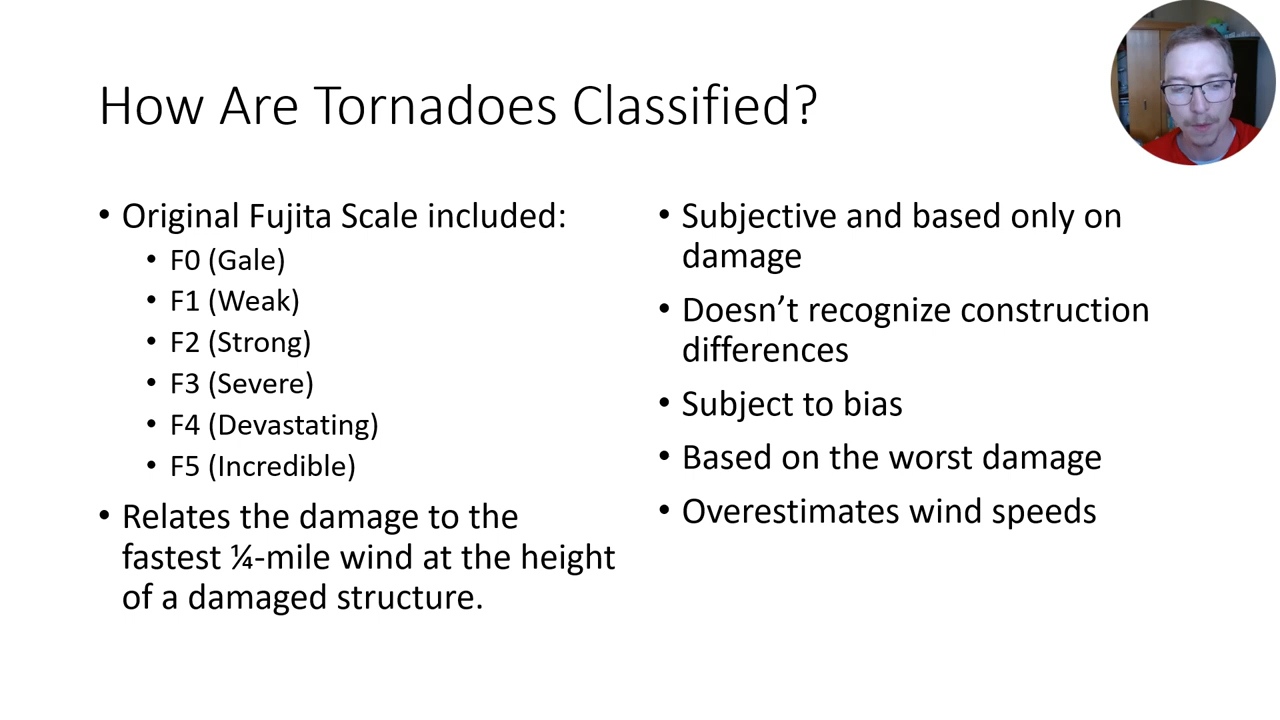 How Are Tornadoes Classified?
• Original Fujita Scale included:
• F0 (Gale)
• F1 (Weak)
• F2 (Strong)
• F3 (Severe)
• F4 (Devastating)
• F5 (Incredible)
• Relates the damage to the
fastest ¼-mile wind at the height
of a damaged structure.
• Subjective and based only on
damage
• Doesn’t recognize construction
differences
• Subject to bias
• Based on the worst damage
• Overestimates wind speeds